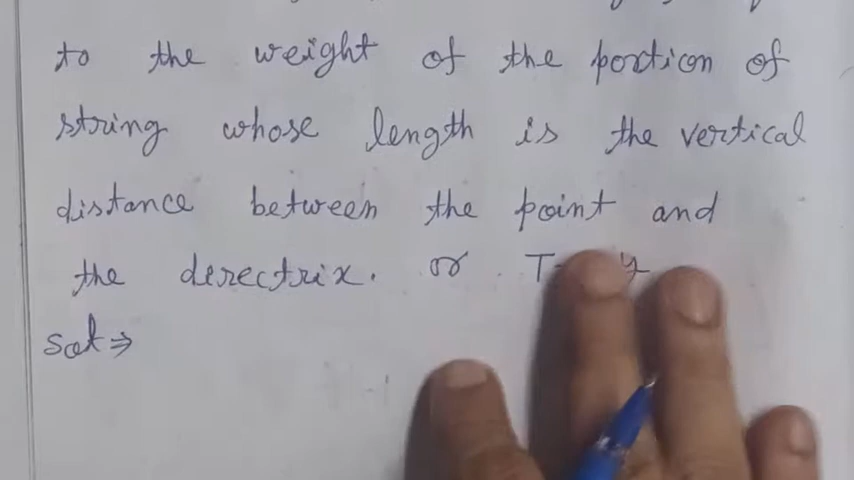 to the weight of the portion of
string whose length is the vertical
distance between the point and
the derectrix. or T
sol ⇒